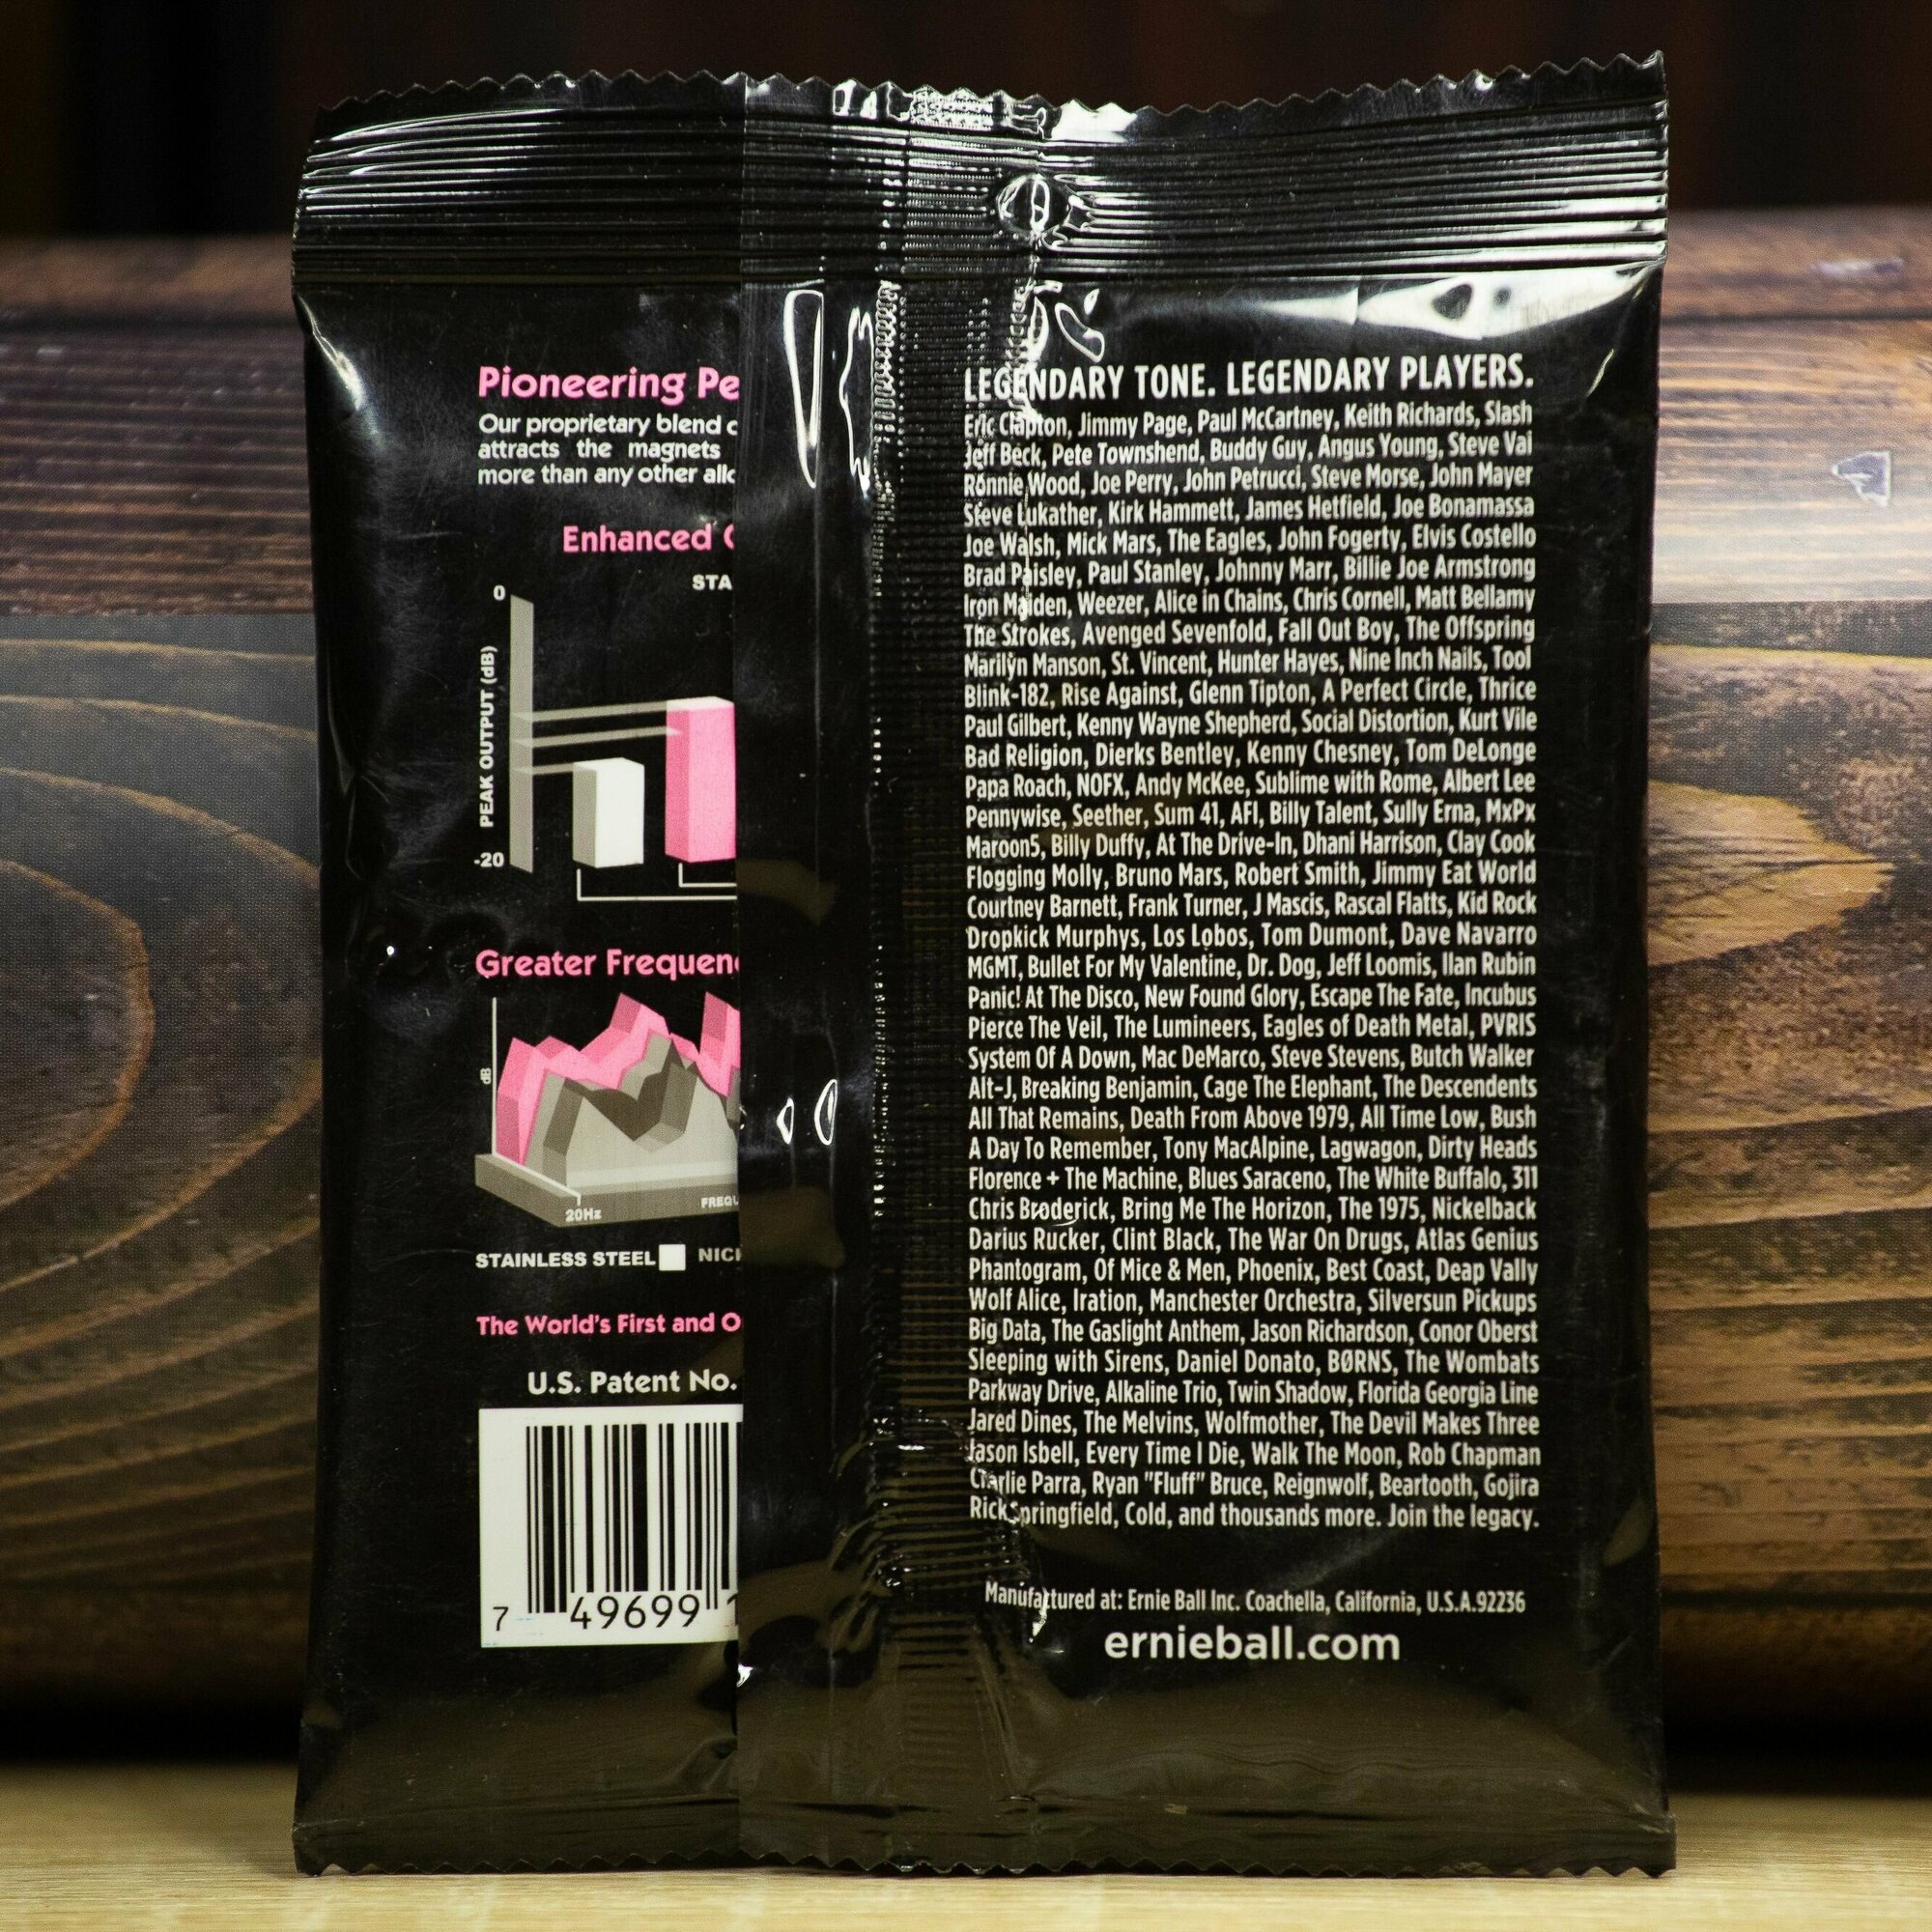 Pioneering Pe
Our proprietary blend
attracts the magnets
more than any other
Enhanced
STA
0
PEAK OUTPUT (dB)
-20
Greater Frequen
dB
20Hz
FREQU
STAINLESS STEEL NIC
The World's First and O
U.S. Patent No.
7 49699
LEGENDARY TONE. LEGENDARY PLAYERS.
Eric Clapton, Jimmy Page, Paul McCartney, Keith Richards, Slash
Jeff Beck, Pete Townshend, Buddy Guy, Angus Young, Steve Vai
Ronnie Wood, Joe Perry, John Petrucci, Steve Morse, John Mayer
Steve Lukather, Kirk Hammett, James Hetfield, Joe Bonamassa
Joe Walsh, Mick Mars, The Eagles, John Fogerty, Elvis Costello
Brad Paisley, Paul Stanley, Johnny Marr, Billie Joe Armstrong
Iron Maiden, Weezer, Alice in Chains, Chris Cornell, Matt Bellamy
The Strokes, Avenged Sevenfold, Fall Out Boy, The Offspring
Marilyn Manson, St. Vincent, Hunter Hayes, Nine Inch Nails, Tool
Blink-182, Rise Against, Glenn Tipton, A Perfect Circle, Thrice
Paul Gilbert, Kenny Wayne Shepherd, Social Distortion, Kurt Vile
Bad Religion, Dierks Bentley, Kenny Chesney, Tom DeLonge
Papa Roach, NOFX, Andy McKee, Sublime with Rome, Albert Lee
Pennywise, Seether, Sum 41, AFI, Billy Talent, Sully Erna, MxPx
Maroon5, Billy Duffy, At The Drive-In, Dhani Harrison, Clay Cook
Flogging Molly, Bruno Mars, Robert Smith, Jimmy Eat World
Courtney Barnett, Frank Turner, J Mascis, Rascal Flatts, Kid Rock
Dropkick Murphys, Los Lobos, Tom Dumont, Dave Navarro
MGMT, Bullet For My Valentine, Dr. Dog, Jeff Loomis, Ilan Rubin
Panic! At The Disco, New Found Glory, Escape The Fate, Incubus
Pierce The Veil, The Lumineers, Eagles of Death Metal, PVRIS
System Of A Down, Mac DeMarco, Steve Stevens, Butch Walker
Alt-J, Breaking Benjamin, Cage The Elephant, The Descendents
All That Remains, Death From Above 1979, All Time Low, Bush
A Day To Remember, Tony MacAlpine, Lagwagon, Dirty Heads
Florence + The Machine, Blues Saraceno, The White Buffalo, 311
Chris Broderick, Bring Me The Horizon, The 1975, Nickelback
Darius Rucker, Clint Black, The War On Drugs, Atlas Genius
Phantogram, Of Mice & Men, Phoenix, Best Coast, Deap Vally
Wolf Alice, Iration, Manchester Orchestra, Silversun Pickups
Big Data, The Gaslight Anthem, Jason Richardson, Conor Oberst
Sleeping with Sirens, Daniel Donato, BØRNS, The Wombats
Parkway Drive, Alkaline Trio, Twin Shadow, Florida Georgia Line
Jared Dines, The Melvins, Wolfmother, The Devil Makes Three
Jason Isbell, Every Time I Die, Walk The Moon, Rob Chapman
Charlie Parra, Ryan "Fluff" Bruce, Reignwolf, Beartooth, Gojira
Rick Springfield, Cold, and thousands more. Join the legacy.
Manufactured at: Ernie Ball Inc. Coachella, California, U.S.A.92236
ernieball.com